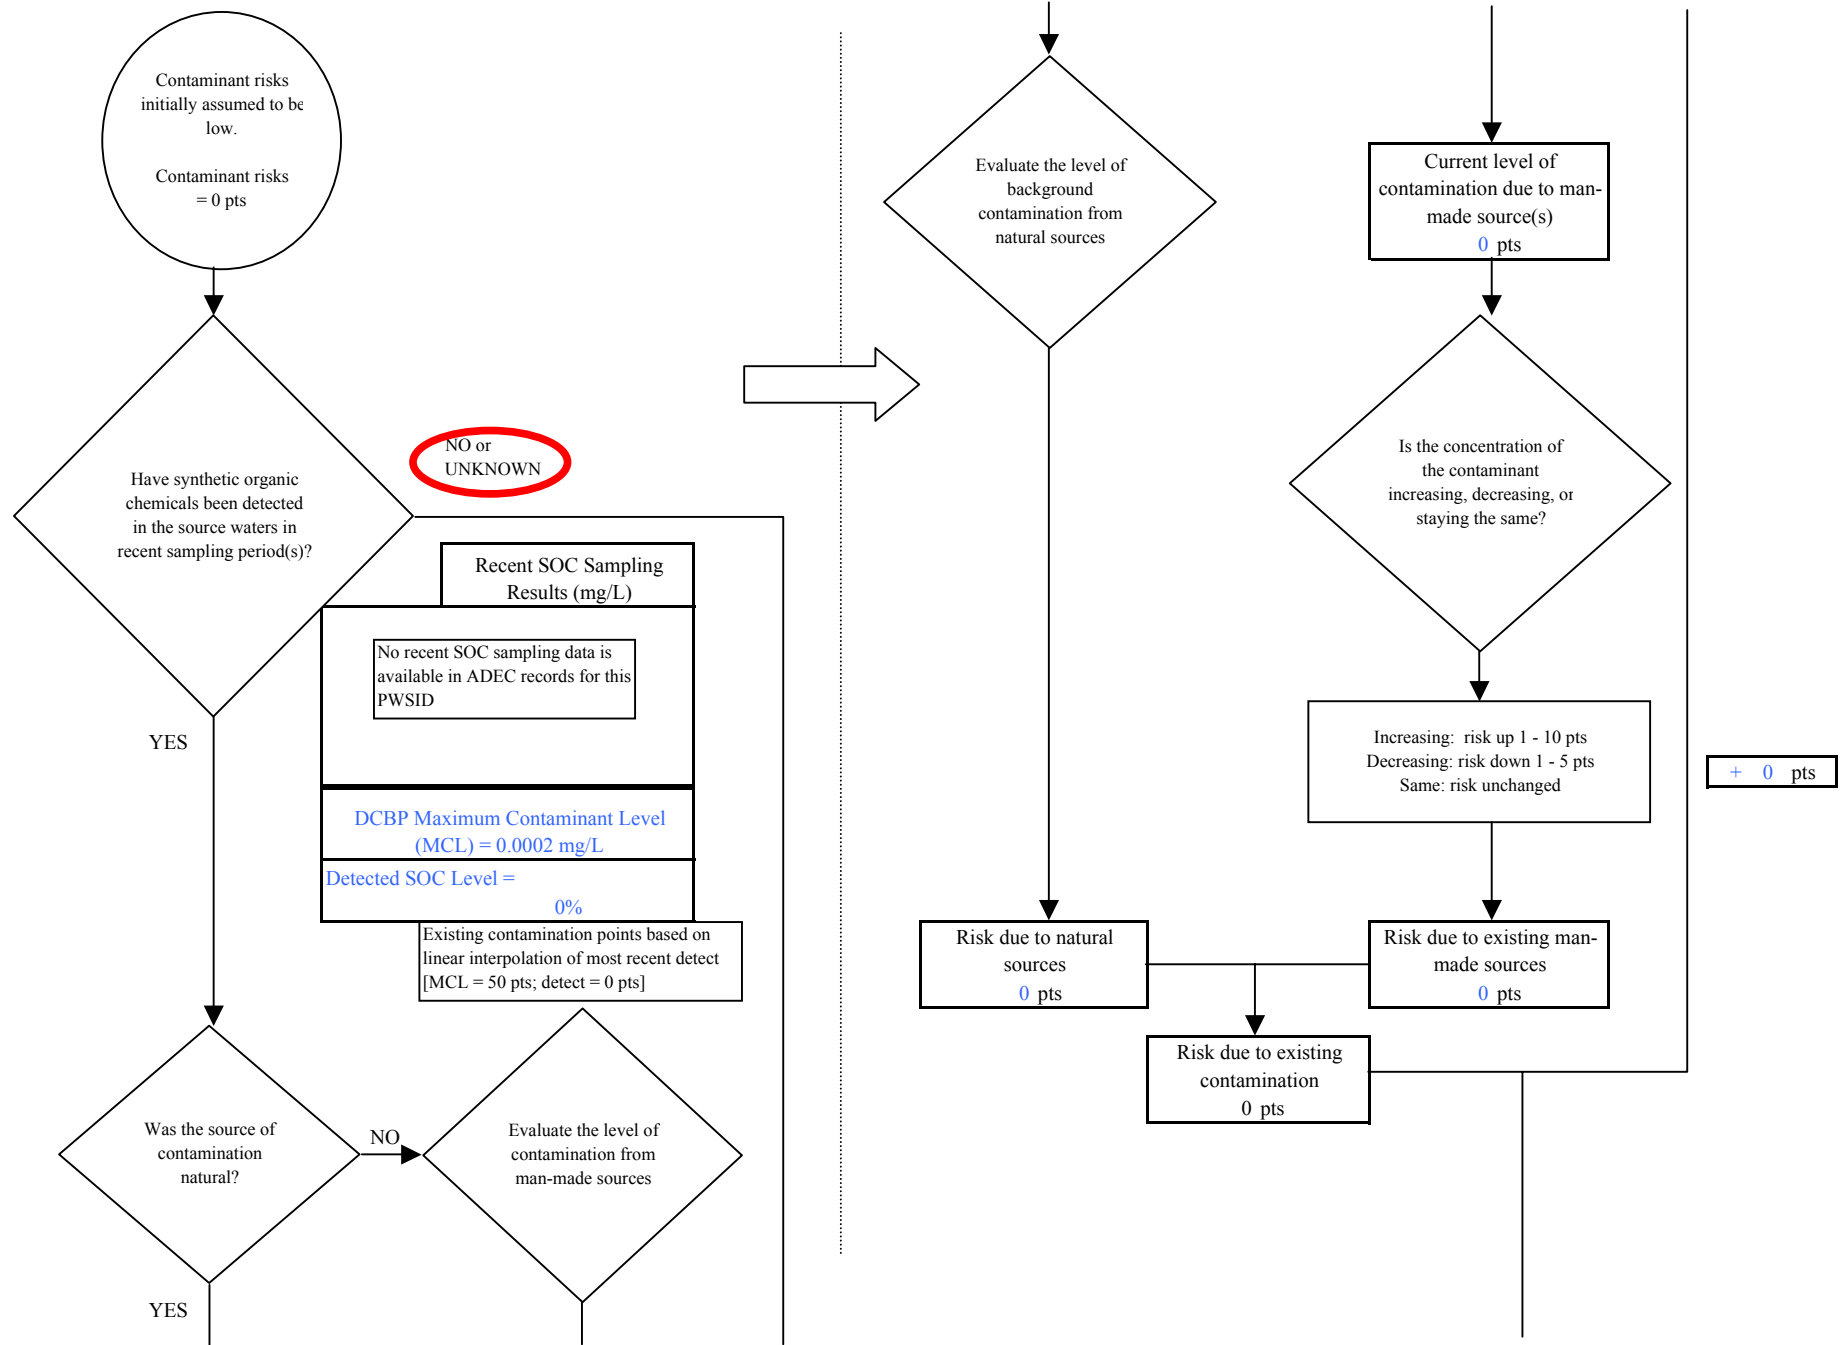 Contaminant risks
initially assumed to be
low.
Contaminant risks
= 0 pts
Have synthetic organic
chemicals been detected
in the source waters in
recent sampling period(s)?
NO or
UNKNOWN
Recent SOC Sampling
Results (mg/L)
No recent SOC sampling data is
available in ADEC records for this
PWSID
YES
DCBP Maximum Contaminant Level
(MCL) = 0.0002 mg/L
Detected SOC Level =
0%
Existing contamination points based on
linear interpolation of most recent detect
[MCL = 50 pts; detect = 0 pts]
Was the source of
contamination
natural?
NO
Evaluate the level of
contamination from
man-made sources
YES
Evaluate the level of
background
contamination from
natural sources
Current level of
contamination due to man-
made source(s)
0 pts
Is the concentration of
the contaminant
increasing, decreasing, or
staying the same?
Increasing: risk up 1 - 10 pts
Decreasing: risk down 1 - 5 pts
Same: risk unchanged
+ 0 pts
Risk due to natural
sources
0 pts
Risk due to existing man-
made sources
0 pts
Risk due to existing
contamination
0 pts